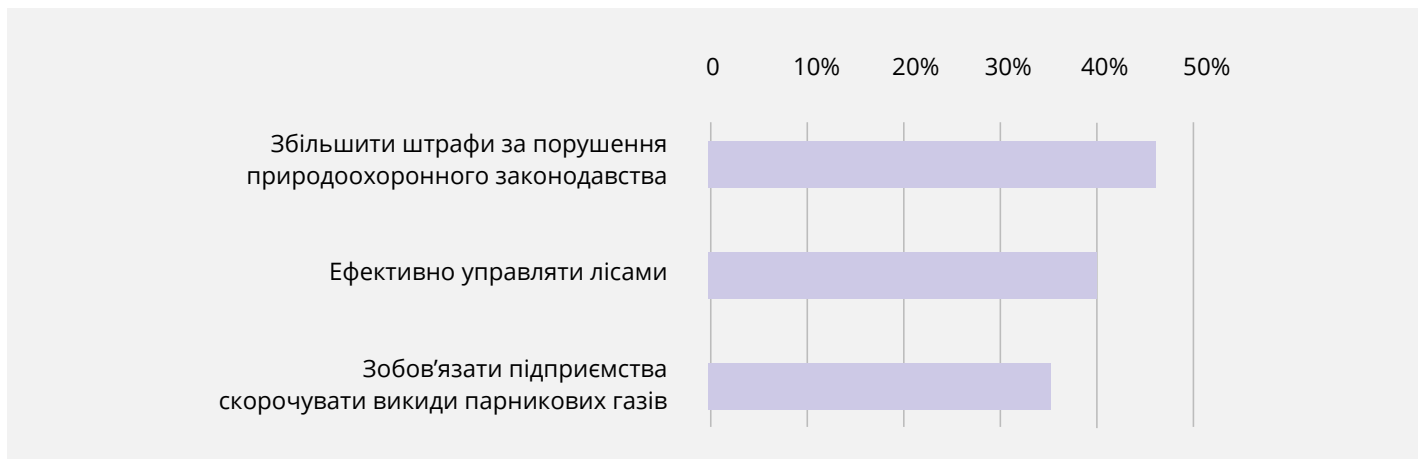 0 10% 20% 30% 40% 50%
Збільшити штрафи за порушення
природоохоронного законодавства
Ефективно управляти лісами
Зобов’язати підприємства
скорочувати викиди парникових газів